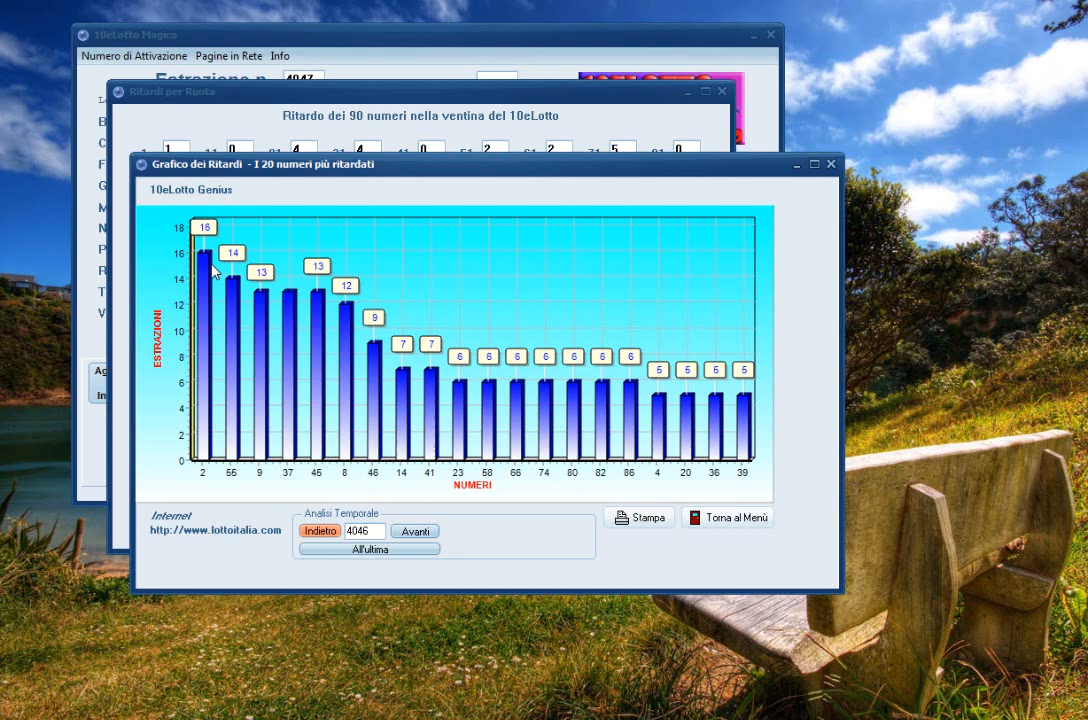 10eLotto Magico
Numero di Attivazione Pagine in Rete Info
Estrazione n. 4047
Ritardi per Ruota
Ritardo dei 90 numeri nella ventina del 10eLotto
1 1 11 0 21 4 31 4 41 0 51 2 61 2 71 5 81 0
B
C
F
G
M
N
P
R
T
V
Ag
In
Grafico dei Ritardi - I 20 numeri più ritardati
10eLotto Genius
ESTRAZIONI
18
16
14
12
10
8
6
4
2
0
16 14 13 13 12 9 7 7 6 6 6 6 6 6 6 5 5 5 5
2 55 9 37 45 8 46 14 41 23 58 66 74 80 82 86 4 20 36 39
NUMERI
Internet
http://www.lottoitalia.com
Analisi Temporale
Indietro 4046 Avanti
All'ultima
Stampa
Torna al Menù